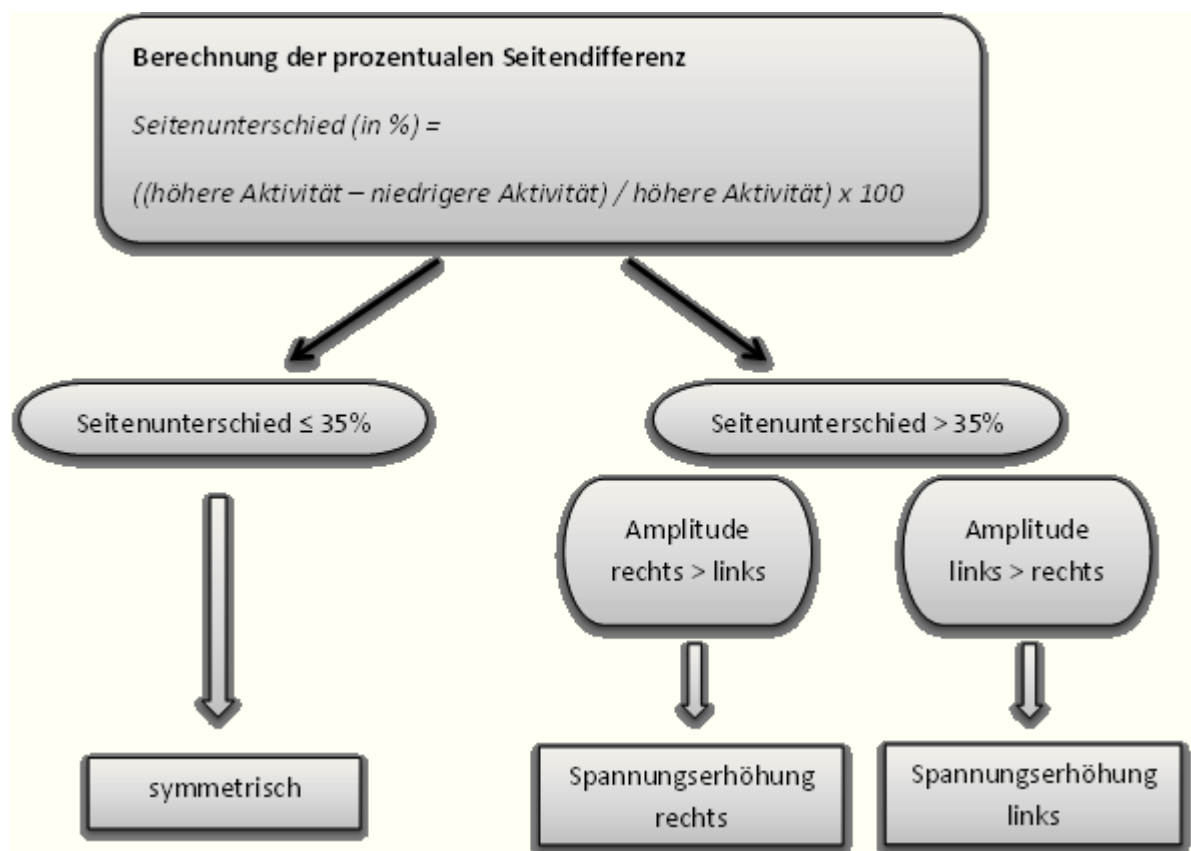 Berechnung der prozentualen Seitendifferenz
Seitenunterschied (in %) =
((höhere Aktivität – niedrigere Aktivität) / höhere Aktivität) x 100
Seitenunterschied ≤ 35%
Seitenunterschied > 35%
Amplitude
rechts > links
Amplitude
links > rechts
symmetrisch
Spannungserhöhung
rechts
Spannungserhöhung
links